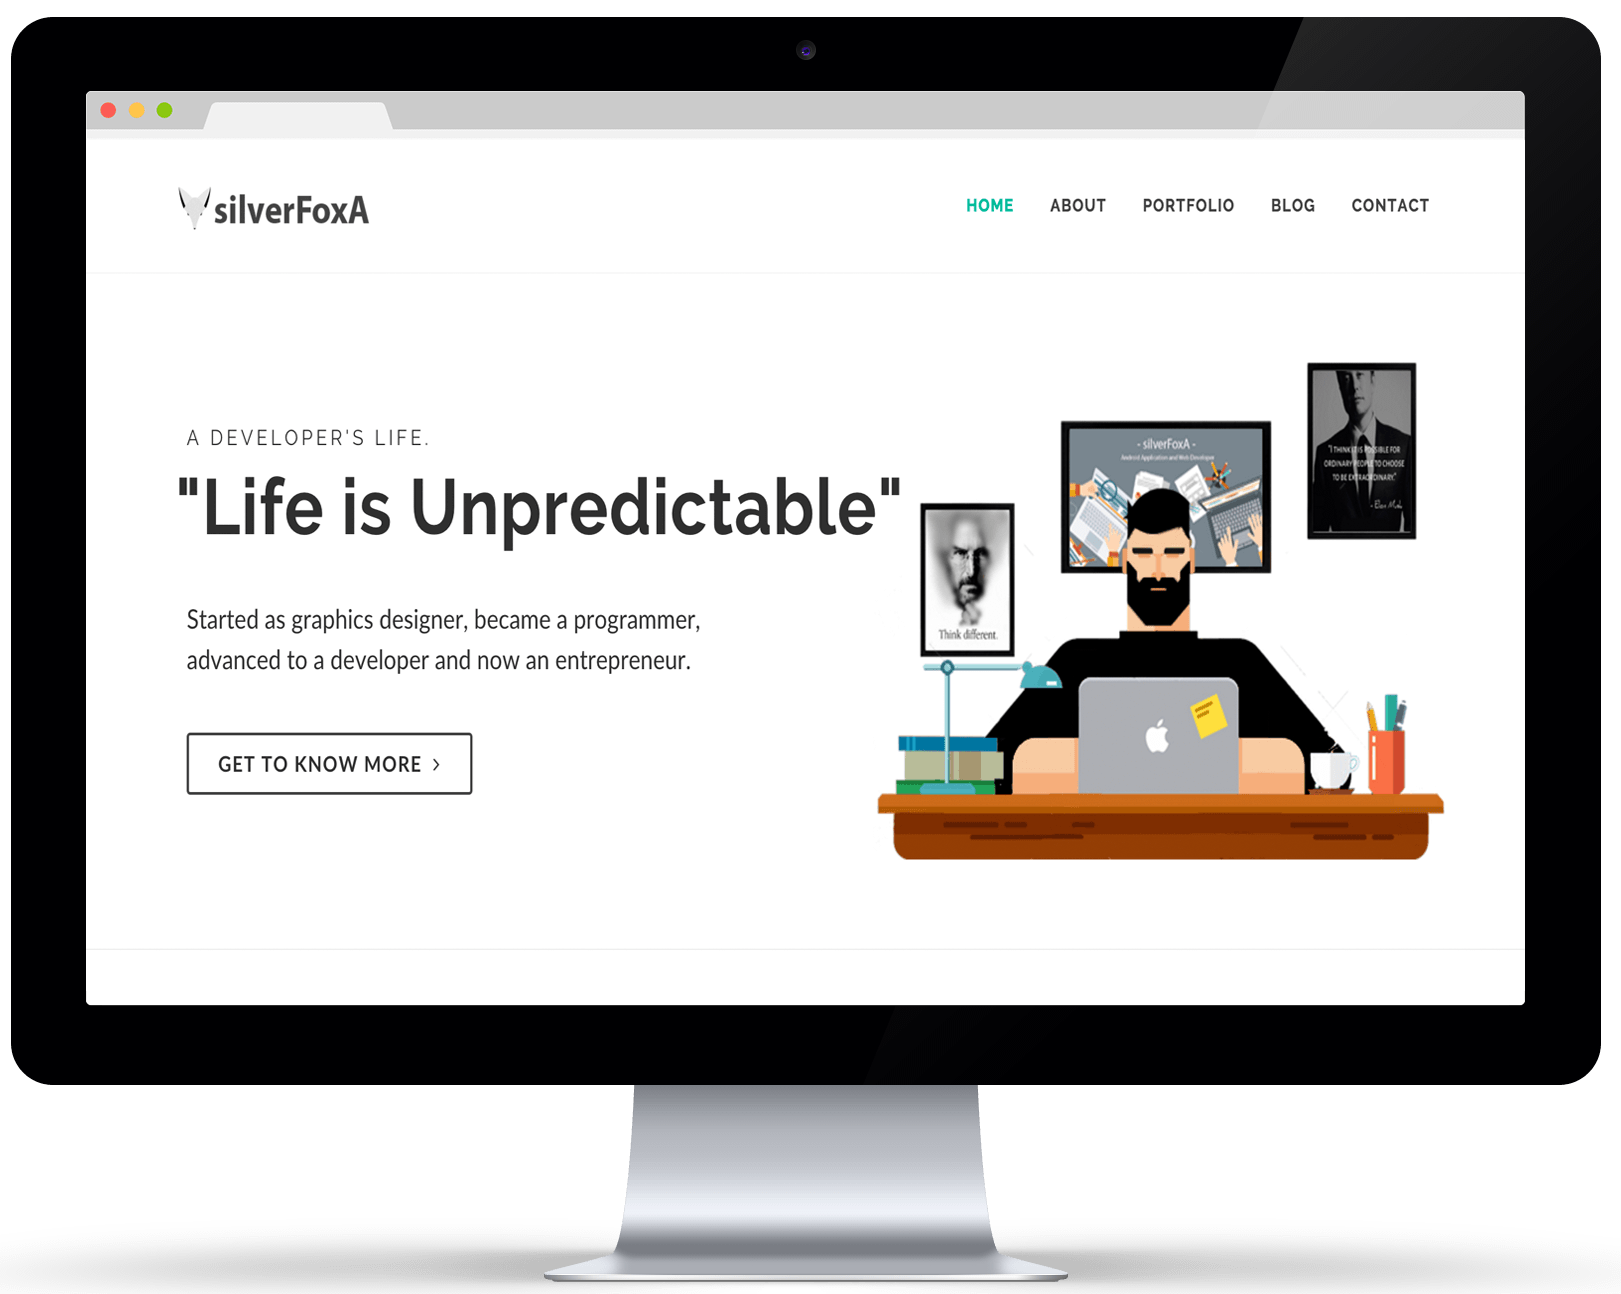 silverFoxA
HOME ABOUT PORTFOLIO BLOG CONTACT
A DEVELOPER'S LIFE.
"Life is Unpredictable"
Started as graphics designer, became a programmer,
advanced to a developer and now an entrepreneur.
GET TO KNOW MORE >
Think different.
- silverFoxA -
Android Application and Web Developer
"I THINK IT IS POSSIBLE FOR
ORDINARY PEOPLE TO CHOOSE
TO BE EXTRAORDINARY."